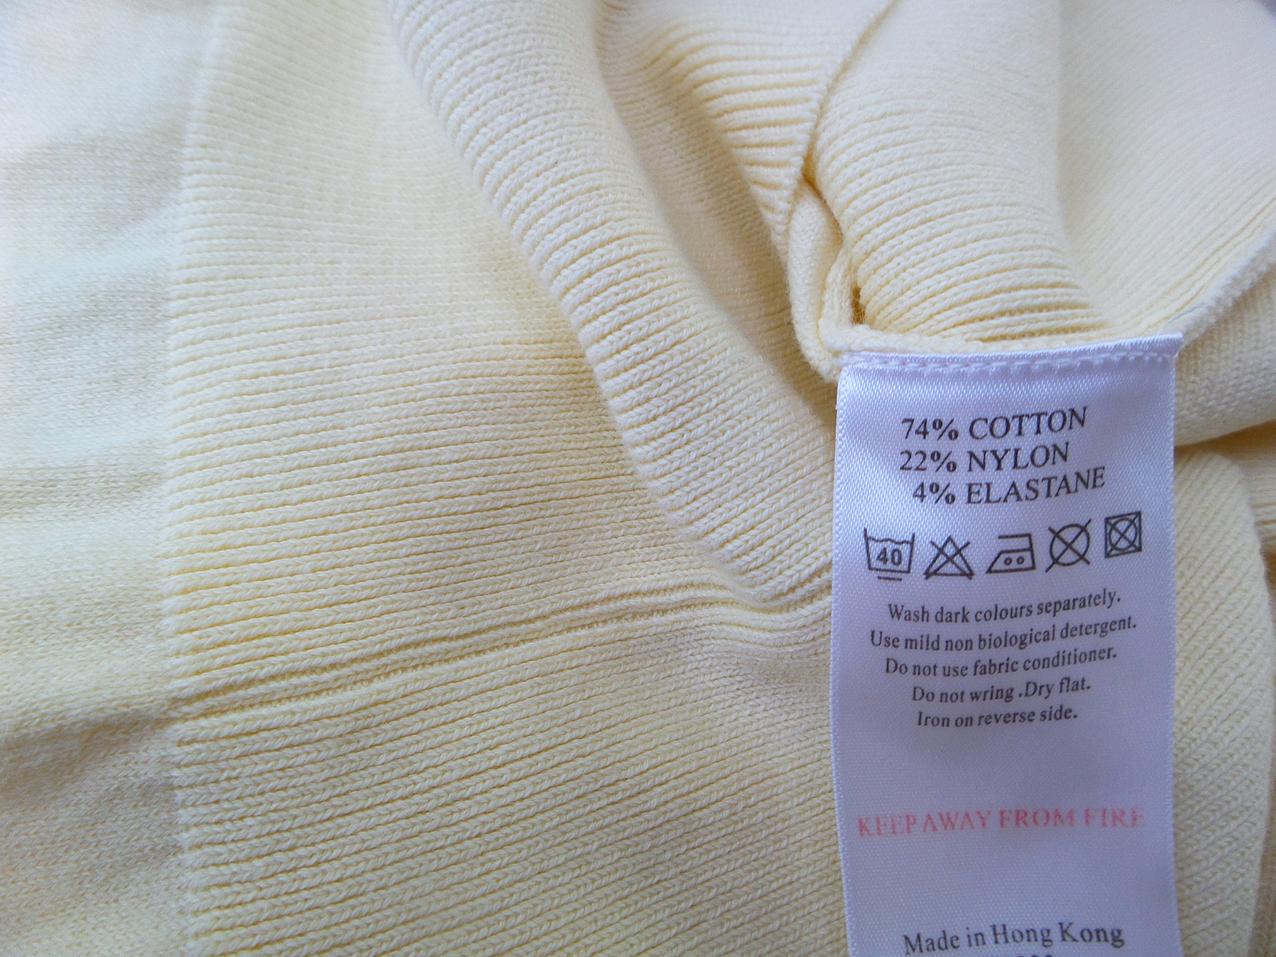 74% COTTON
22% NYLON
4% ELASTANE
40
Wash dark colours separately.
Use mild non biological detergent.
Do not use fabric conditioner.
Do not wring .Dry flat.
Iron on reverse side.
KEEP AWAY FROM FIRE
Made in Hong Kong